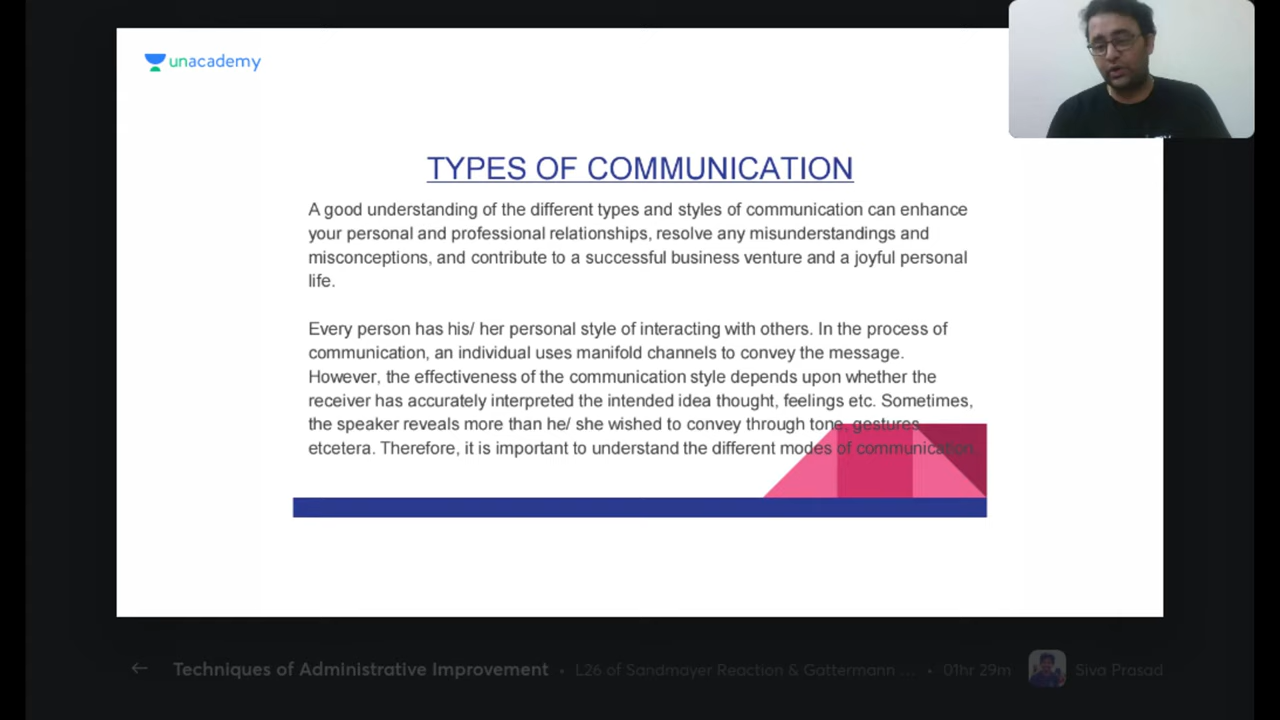 unacademy
TYPES OF COMMUNICATION
A good understanding of the different types and styles of communication can enhance
your personal and professional relationships, resolve any misunderstandings and
misconceptions, and contribute to a successful business venture and a joyful personal
life.
Every person has his/ her personal style of interacting with others. In the process of
communication, an individual uses manifold channels to convey the message.
However, the effectiveness of the communication style depends upon whether the
receiver has accurately interpreted the intended idea thought, feelings etc. Sometimes,
the speaker reveals more than he/ she wished to convey through tone, gestures,
etcetera. Therefore, it is important to understand the different modes of communication.
Techniques of Administrative Improvement • L26 of Sandmayer Reaction & Gattermann ... • 01hr 29m Siva Prasad